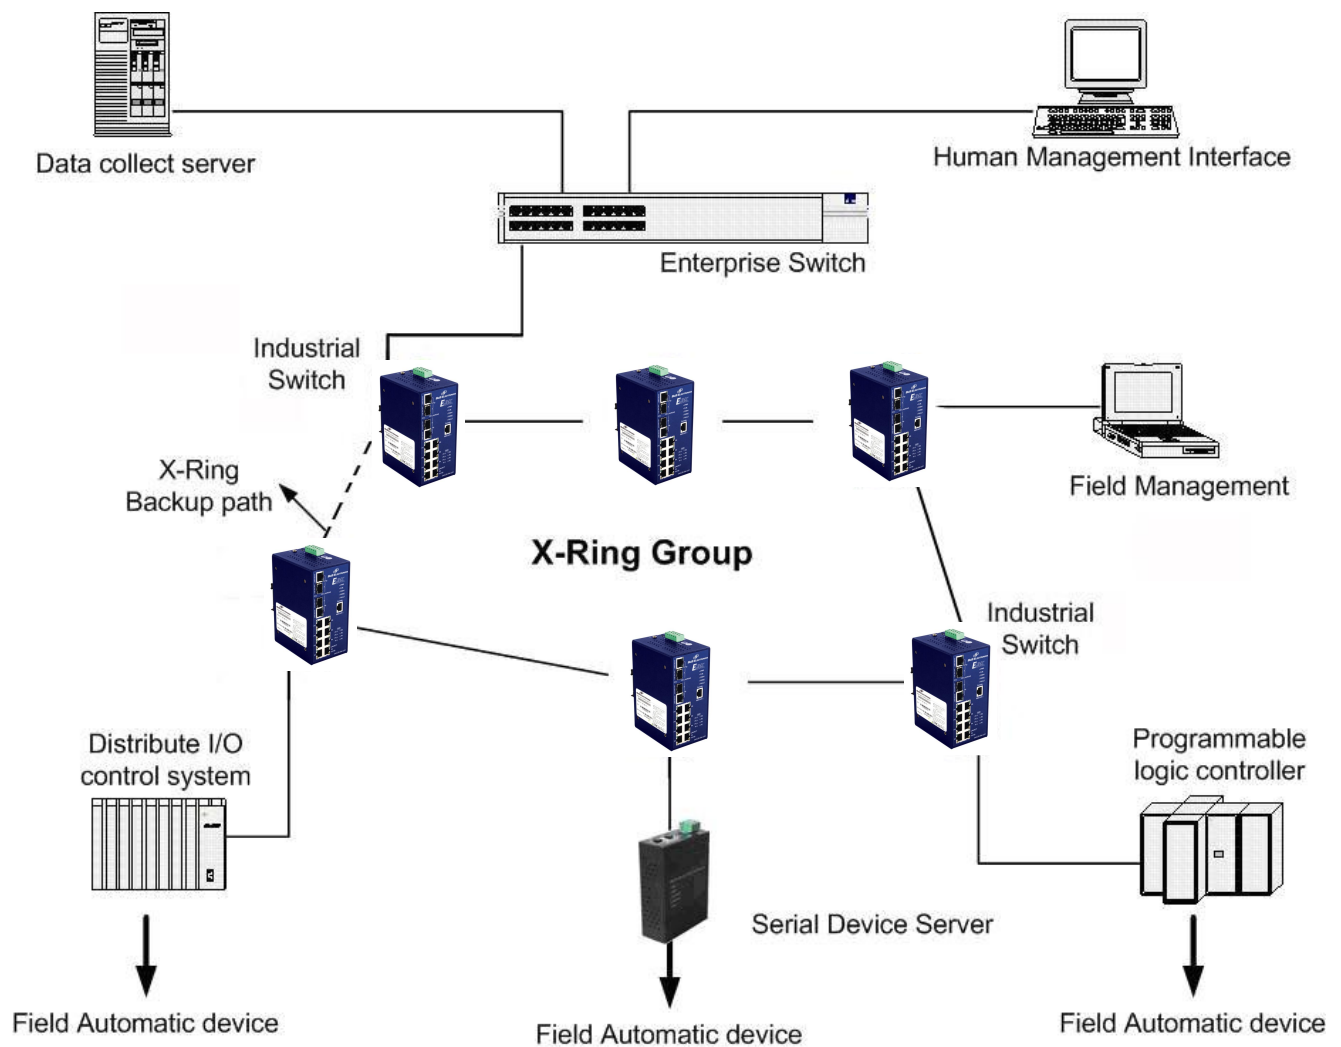 Data collect server
Human Management Interface
Enterprise Switch
Industrial
Switch
X-Ring
Backup path
Field Management
X-Ring Group
Industrial
Switch
Distribute I/O
control system
Programmable
logic controller
Serial Device Server
Field Automatic device
Field Automatic device
Field Automatic device